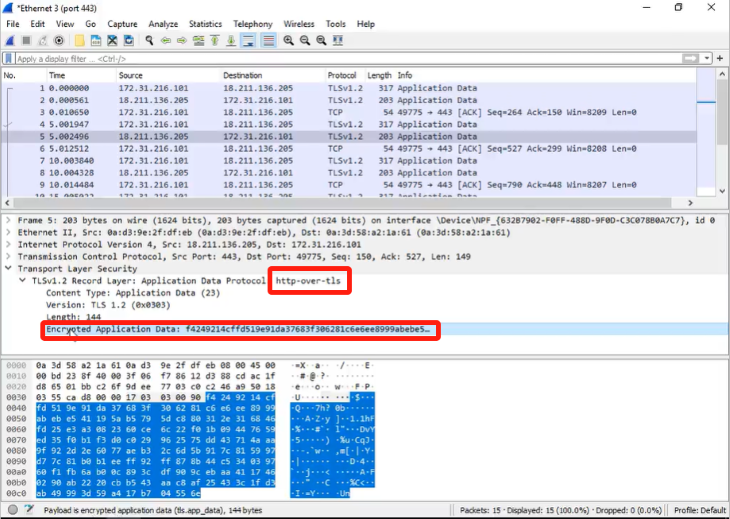 *Ethernet 3 (port 443)
File Edit View Go Capture Analyze Statistics Telephony Wireless Tools Help
Apply a display filter ... <Ctrl-/>
No. Time Source Destination Protocol Length Info
1 0.000000 172.31.216.101 18.211.136.205 TLSv1.2 317 Application Data
2 0.000561 18.211.136.205 172.31.216.101 TLSv1.2 203 Application Data
3 0.010650 172.31.216.101 18.211.136.205 TCP 54 49775 → 443 [ACK] Seq=264 Ack=150 Win=8209 Len=0
4 5.001947 172.31.216.101 18.211.136.205 TLSv1.2 317 Application Data
5 5.002496 18.211.136.205 172.31.216.101 TLSv1.2 203 Application Data
6 5.012512 172.31.216.101 18.211.136.205 TCP 54 49775 → 443 [ACK] Seq=527 Ack=299 Win=8208 Len=0
7 10.003840 172.31.216.101 18.211.136.205 TLSv1.2 317 Application Data
8 10.004328 18.211.136.205 172.31.216.101 TLSv1.2 203 Application Data
9 10.014484 172.31.216.101 18.211.136.205 TCP 54 49775 → 443 [ACK] Seq=790 Ack=448 Win=8207 Len=0
Frame 5: 203 bytes on wire (1624 bits), 203 bytes captured (1624 bits) on interface \Device\NPF_{632B7902-F0FF-488D-9F0D-C3C078B0A7C7}, id 0
Ethernet II, Src: 0a:d3:9e:2f:df:eb (0a:d3:9e:2f:df:eb), Dst: 0a:3d:58:a2:1a:61 (0a:3d:58:a2:1a:61)
Internet Protocol Version 4, Src: 18.211.136.205, Dst: 172.31.216.101
Transmission Control Protocol, Src Port: 443, Dst Port: 49775, Seq: 150, Ack: 527, Len: 149
Transport Layer Security
TLSv1.2 Record Layer: Application Data Protocol: http-over-tls
Content Type: Application Data (23)
Version: TLS 1.2 (0x0303)
Length: 144
Encrypted Application Data: f4249214cffd519e91da37683f306281c6e6ee8999abebe5…
0000 0a 3d 58 a2 1a 61 0a d3 9e 2f df eb 08 00 45 00
0010 00 bd 23 8f 40 00 3f 06 f7 86 12 d3 88 cd ac 1f
0020 d8 65 01 bb c2 6f 9d ee 77 03 c0 c2 46 a9 50 18
0030 03 55 ca d8 00 00 17 03 03 00 90 f4 24 92 14 cf
0040 fd 51 9e 91 da 37 68 3f 30 62 81 c6 e6 ee 89 99
0050 ab eb e5 41 19 5a b5 79 5d c8 80 31 2e 31 68 46
0060 fd 25 e3 a3 08 23 60 ce 6c 22 f0 1b 09 44 76 59
0070 ed 35 f0 b1 f3 d0 c0 29 96 25 75 dd 43 71 4a aa
0080 9f 92 2d 2e 60 77 ae b3 2c 6d 5b 91 7c 81 59 97
0090 d7 7c 81 b0 b1 ee ff 92 ff 87 8b 44 c5 34 03 97
00a0 60 f1 fb 6a b0 0c 89 3c df 90 9c eb aa 41 17 46
00b0 02 90 ab 22 20 cb b5 43 aa c8 af 25 43 3c 1f d3
00c0 ab 49 99 3d 59 a4 17 b7 04 55 6e
Payload is encrypted application data (tls.app_data), 144 bytes
Packets: 15 · Displayed: 15 (100.0%) · Dropped: 0 (0.0%)
Profile: Default